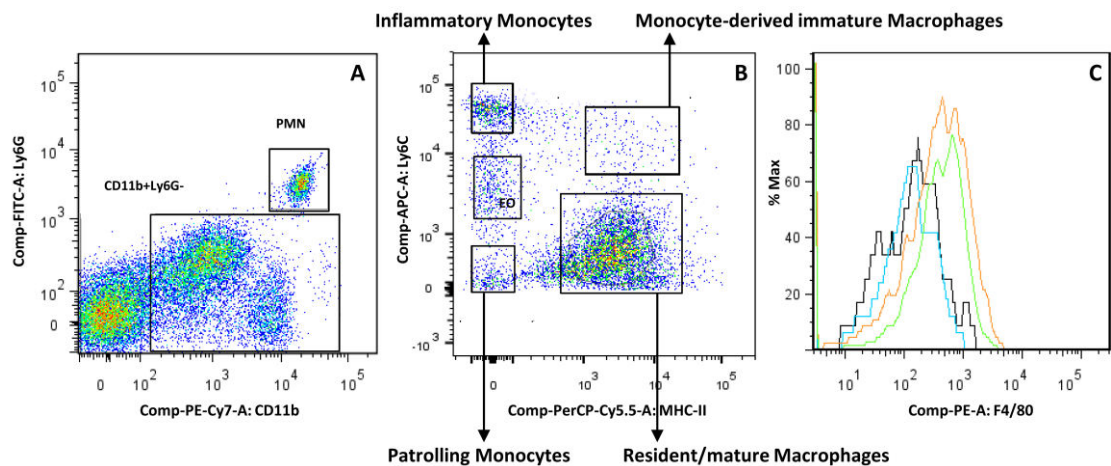 Inflammatory Monocytes
Monocyte-derived immature Macrophages
A
PMN
CD11b+Ly6G-
10^5
10^4
10^3
10^2
0
Comp-FITC-A: Ly6G
0 10^2 10^3 10^4 10^5
Comp-PE-Cy7-A: CD11b
B
EO
10^5
10^4
10^3
0
-10^3
Comp-APC-A: Ly6C
10^3 10^4 10^5
Comp-PerCP-Cy5.5-A: MHC-II
C
100
80
60
40
20
% Max
10^1 10^2 10^3 10^4 10^5
Comp-PE-A: F4/80
Patrolling Monocytes
Resident/mature Macrophages